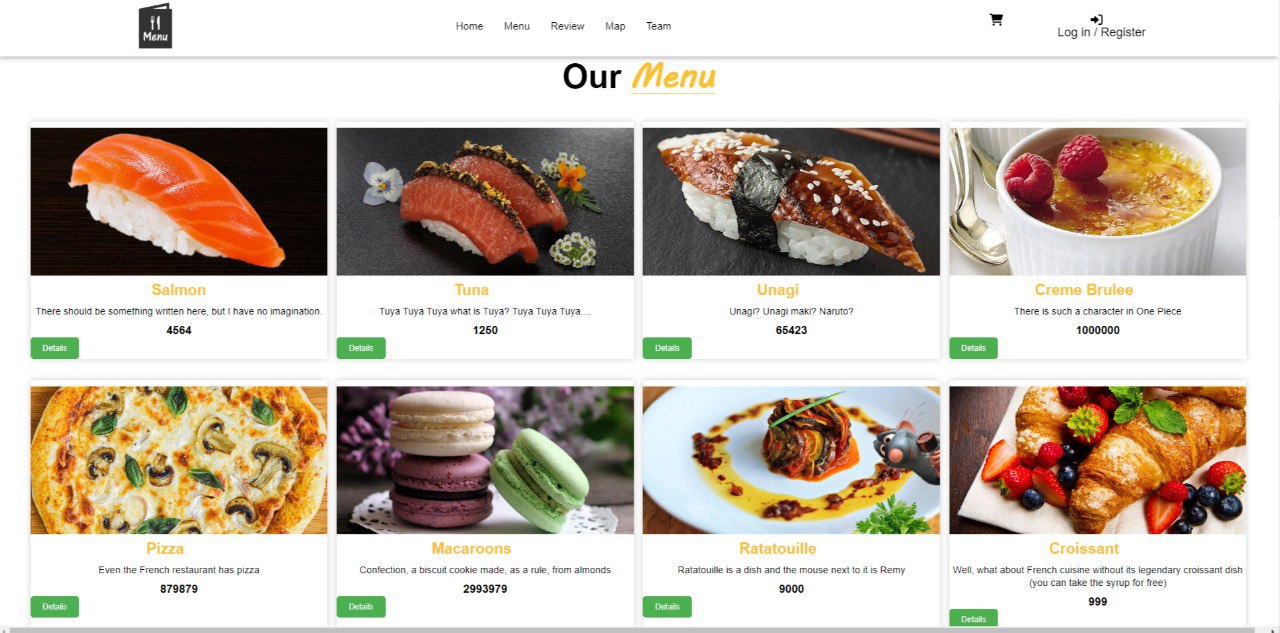 Menu
Home Menu Review Map Team
Log in / Register
Our Menu
Salmon
There should be something written here, but I have no imagination.
4564
Details
Tuna
Tuya Tuya Tuya what is Tuya? Tuya Tuya Tuya....
1250
Details
Unagi
Unagi? Unagi maki? Naruto?
65423
Details
Creme Brulee
There is such a character in One Piece
1000000
Details
Pizza
Even the French restaurant has pizza
879879
Details
Macaroons
Confection, a biscuit cookie made, as a rule, from almonds
2993979
Details
Ratatouille
Ratatouille is a dish and the mouse next to it is Remy
9000
Details
Croissant
Well, what about French cuisine without its legendary croissant dish
(you can take the syrup for free)
999
Details